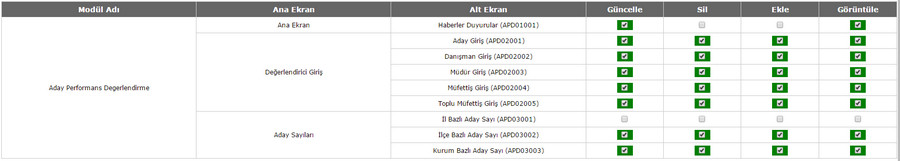 Modül Adı Ana Ekran Alt Ekran Güncelle Sil Ekle Görüntüle
Ana Ekran Haberler Duyurular (APD01001)
Aday Giriş (APD02001)
Danışman Giriş (APD02002)
Değerlendirici Giriş Müdür Giriş (APD02003)
Aday Performans Degerlendirme Müfettiş Giriş (APD02004)
Toplu Müfettiş Giriş (APD02005)
İl Bazlı Aday Sayı (APD03001)
Aday Sayıları İlçe Bazlı Aday Sayı (APD03002)
Kurum Bazlı Aday Sayı (APD03003)